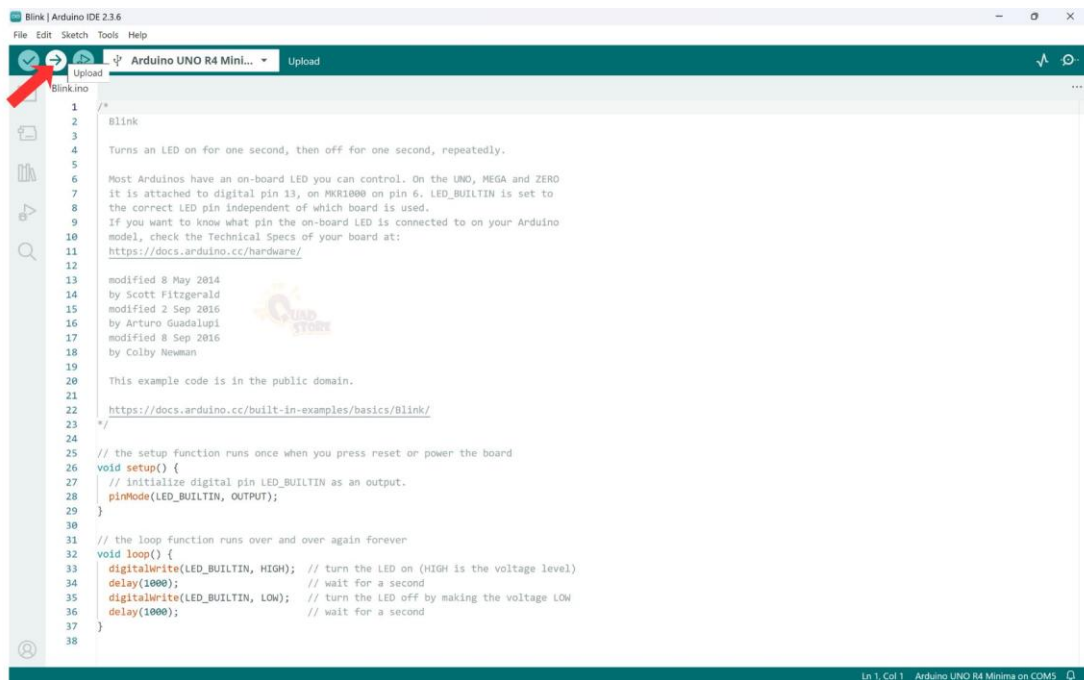 Blink | Arduino IDE 2.3.6
File Edit Sketch Tools Help
Arduino UNO R4 Mini...
Upload
Upload
Blink.ino
1 /*
2 Blink
3
4 Turns an LED on for one second, then off for one second, repeatedly.
5
6 Most Arduinos have an on-board LED you can control. On the UNO, MEGA and ZERO
7 it is attached to digital pin 13, on MKR1000 on pin 6. LED_BUILTIN is set to
8 the correct LED pin independent of which board is used.
9 If you want to know what pin the on-board LED is connected to on your Arduino
10 model, check the Technical Specs of your board at:
11 https://docs.arduino.cc/hardware/
12
13 modified 8 May 2014
14 by Scott Fitzgerald
15 modified 2 Sep 2016
16 by Arturo Guadalupi
17 modified 8 Sep 2016
18 by Colby Newman
19
20 This example code is in the public domain.
21
22 https://docs.arduino.cc/built-in-examples/basics/Blink/
23 */
24
25 // the setup function runs once when you press reset or power the board
26 void setup() {
27 // initialize digital pin LED_BUILTIN as an output.
28 pinMode(LED_BUILTIN, OUTPUT);
29 }
30
31 // the loop function runs over and over again forever
32 void loop() {
33 digitalWrite(LED_BUILTIN, HIGH); // turn the LED on (HIGH is the voltage level)
34 delay(1000); // wait for a second
35 digitalWrite(LED_BUILTIN, LOW); // turn the LED off by making the voltage LOW
36 delay(1000); // wait for a second
37 }
38
QUAD
STORE
Ln 1, Col 1 Arduino UNO R4 Minima on COM5